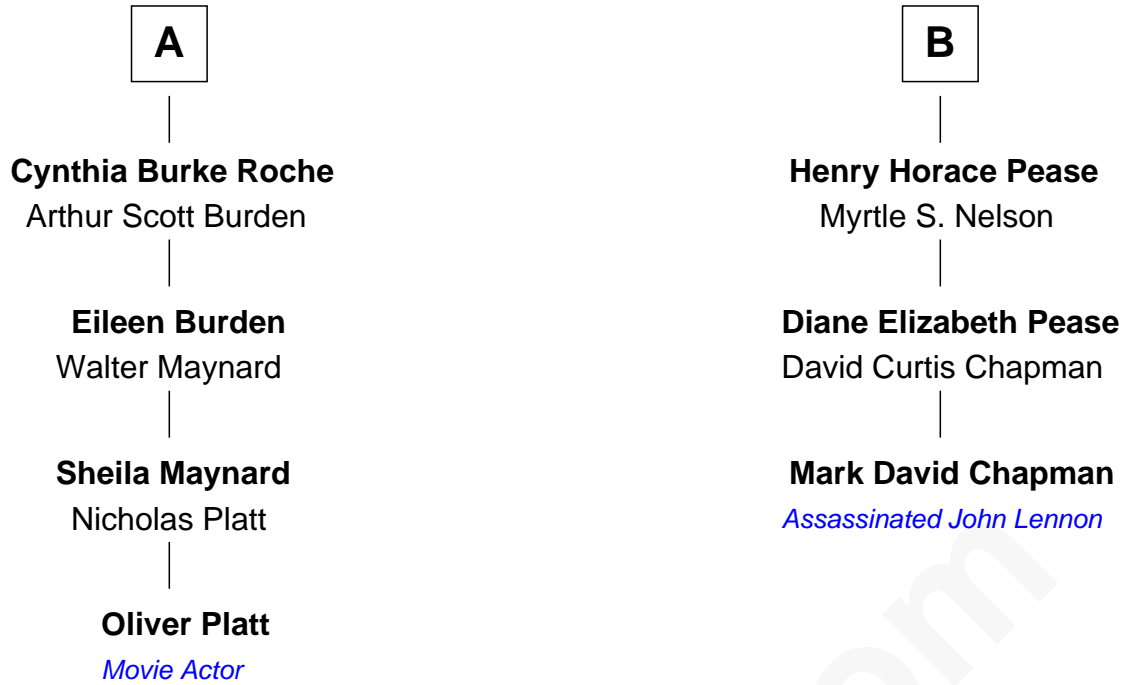 A
Cynthia Burke Roche
Arthur Scott Burden
Eileen Burden
Walter Maynard
Sheila Maynard
Nicholas Platt
Oliver Platt
Movie Actor
B
Henry Horace Pease
Myrtle S. Nelson
Diane Elizabeth Pease
David Curtis Chapman
Mark David Chapman
Assassinated John Lennon
om